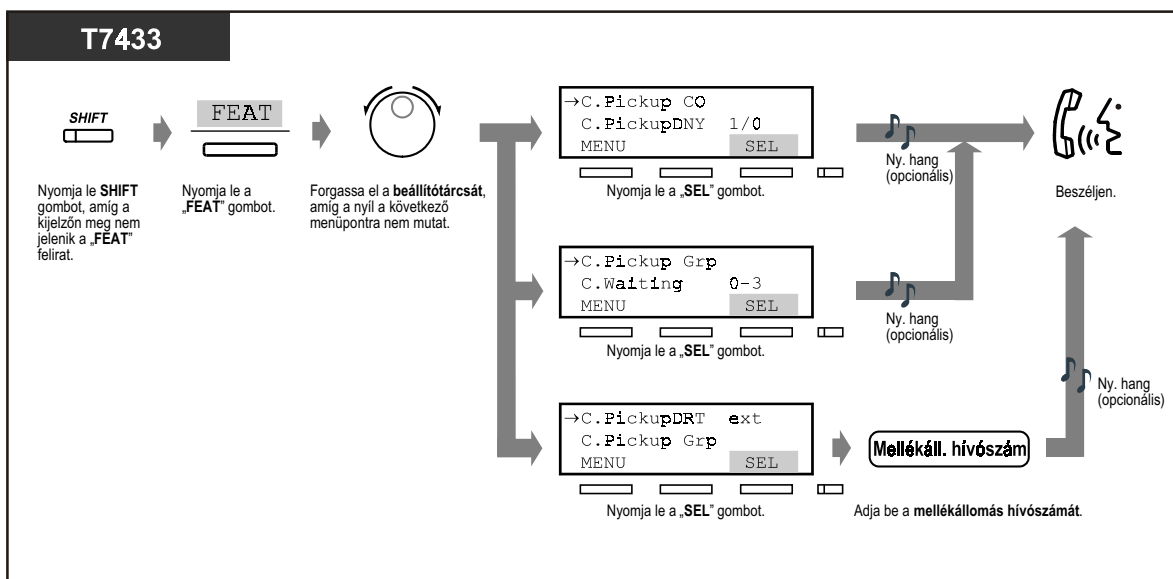 T7433
SHIFT
Nyomja le SHIFT
gombot, amíg a
kijelzőn meg nem
jelenik a „FEAT”
felirat.
FEAT
Nyomja le a
„FEAT” gombot.
Forgassa el a beállítótárcsát,
amíg a nyíl a következő
menüpontra nem mutat.
→C.Pickup CO
C.PickupDNY 1/0
MENU SEL
Nyomja le a „SEL” gombot.
Ny. hang
(opcionális)
Beszéljen.
→C.Pickup Grp
C.Waiting 0-3
MENU SEL
Nyomja le a „SEL” gombot.
Ny. hang
(opcionális)
→C.PickupDRT ext
C.Pickup Grp
MENU SEL
Nyomja le a „SEL” gombot.
Mellékáll. hívószám
Adja be a mellékállomás hívószámát.
Ny. hang
(opcionális)